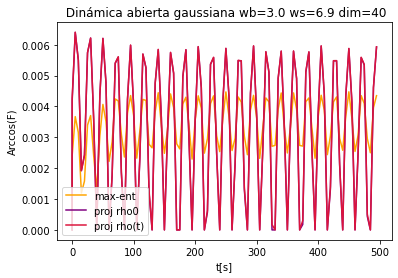 Dinámica abierta gaussiana wb=3.0 ws=6.9 dim=40
0.006
0.005
0.004
0.003
0.002
0.001
0.000
Arccos(F)
max-ent
proj rho0
proj rho(t)
0 100 200 300 400 500
t[s]